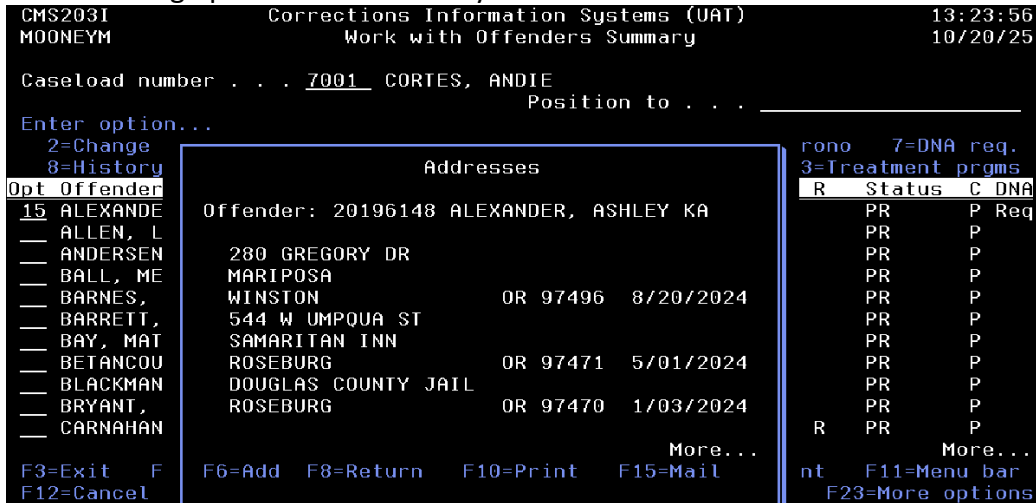 CMS203I Corrections Information Systems (UAT) 13:23:56
MOONEYM Work with Offenders Summary 10/20/25
Caseload number . . . 7001 CORTES, ANDIE
Position to . . .
Enter option...
2=Change rono 7=DNA req.
8=History Addresses 3=Treatment prgms
Opt Offender R Status C DNA
15 ALEXANDE Offender: 20196148 ALEXANDER, ASHLEY KA PR P Req
ALLEN, L PR P
ANDERSEN 280 GREGORY DR PR P
BALL, ME MARIPOSA PR P
BARNES, WINSTON OR 97496 8/20/2024 PR P
BARRETT, 544 W UMPQUA ST PR P
BAY, MAT SAMARITAN INN PR P
BETANCOU ROSEBURG OR 97471 5/01/2024 PR P
BLACKMAN DOUGLAS COUNTY JAIL PR P
BRYANT, ROSEBURG OR 97470 1/03/2024 PR P
CARNAHAN R PR P
More... More...
F3=Exit F F6=Add F8=Return F10=Print F15=Mail nt F11=Menu bar
F12=Cancel F23=More options